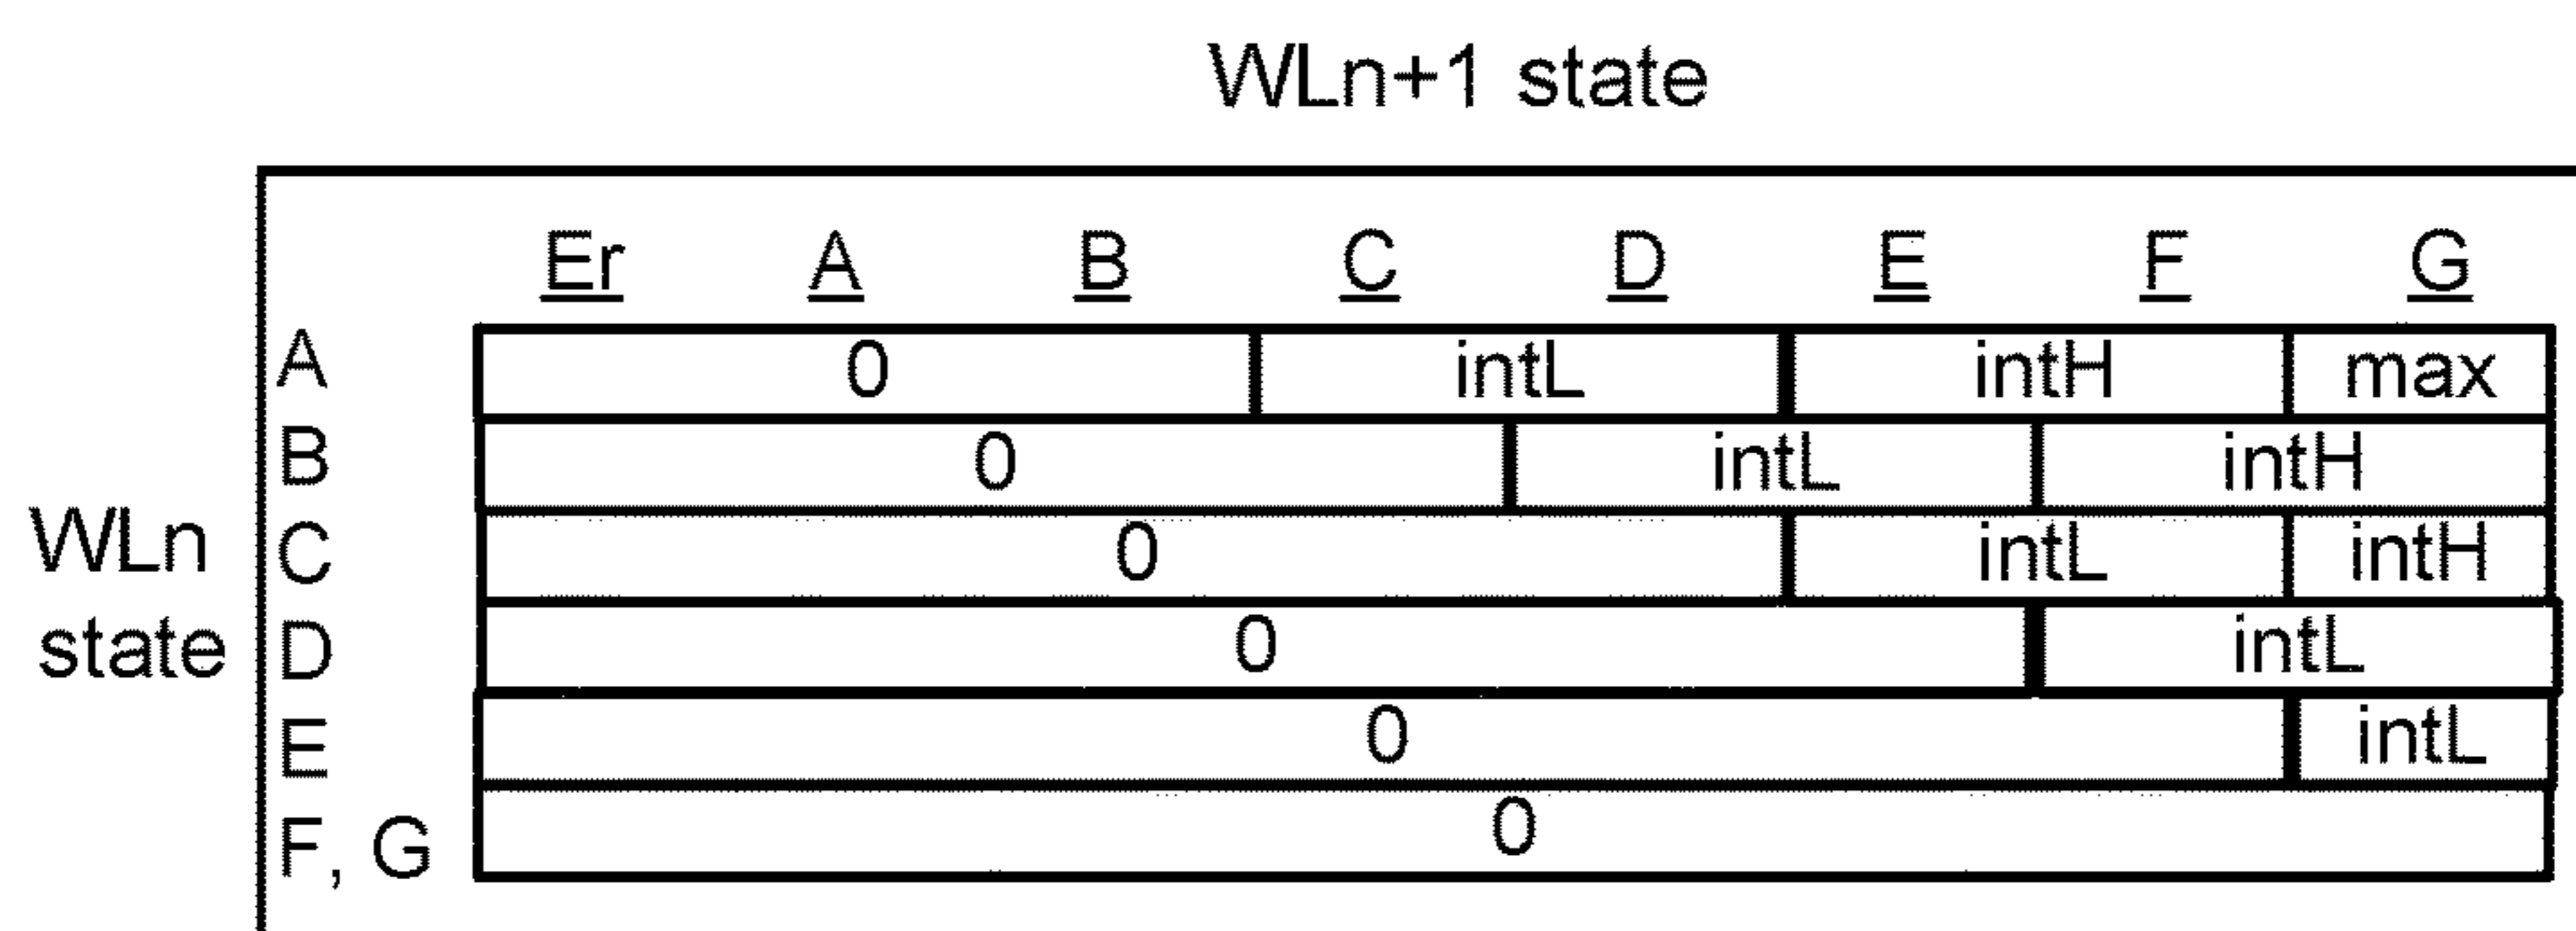 WLn+1 state
Er A B C D E F G
A 0 intL intH max
B 0 intL intH
WLn state
C 0 intL intH
D 0 intL
E 0 intL
F, G 0